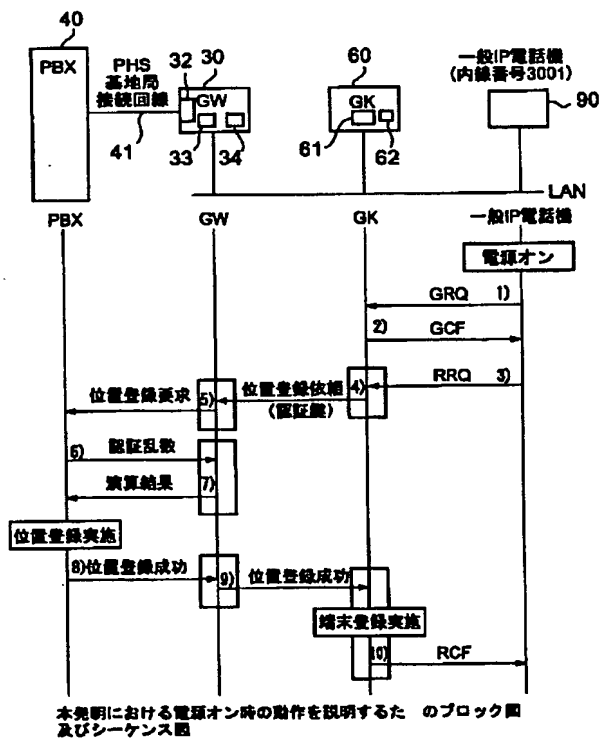 40
PBX
PHS
基地局
接続回線
41
32
30
GW
33
34
60
GK
61
62
一般IP電話機
(内線番号3001)
90
LAN
PBX
GW
GK
一般IP電話機
電源オン
GRQ 1)
2) GCF
RRQ 3)
4)
位置登録依頼
(認証鍵)
5)
位置登録要求
6) 認証乱数
演算結果 7)
位置登録実施
8)位置登録成功
9) 位置登録成功
端末登録実施
10) RCF
本発明における電源オン時の動作を説明するた のブロック図
及びシーケンス図